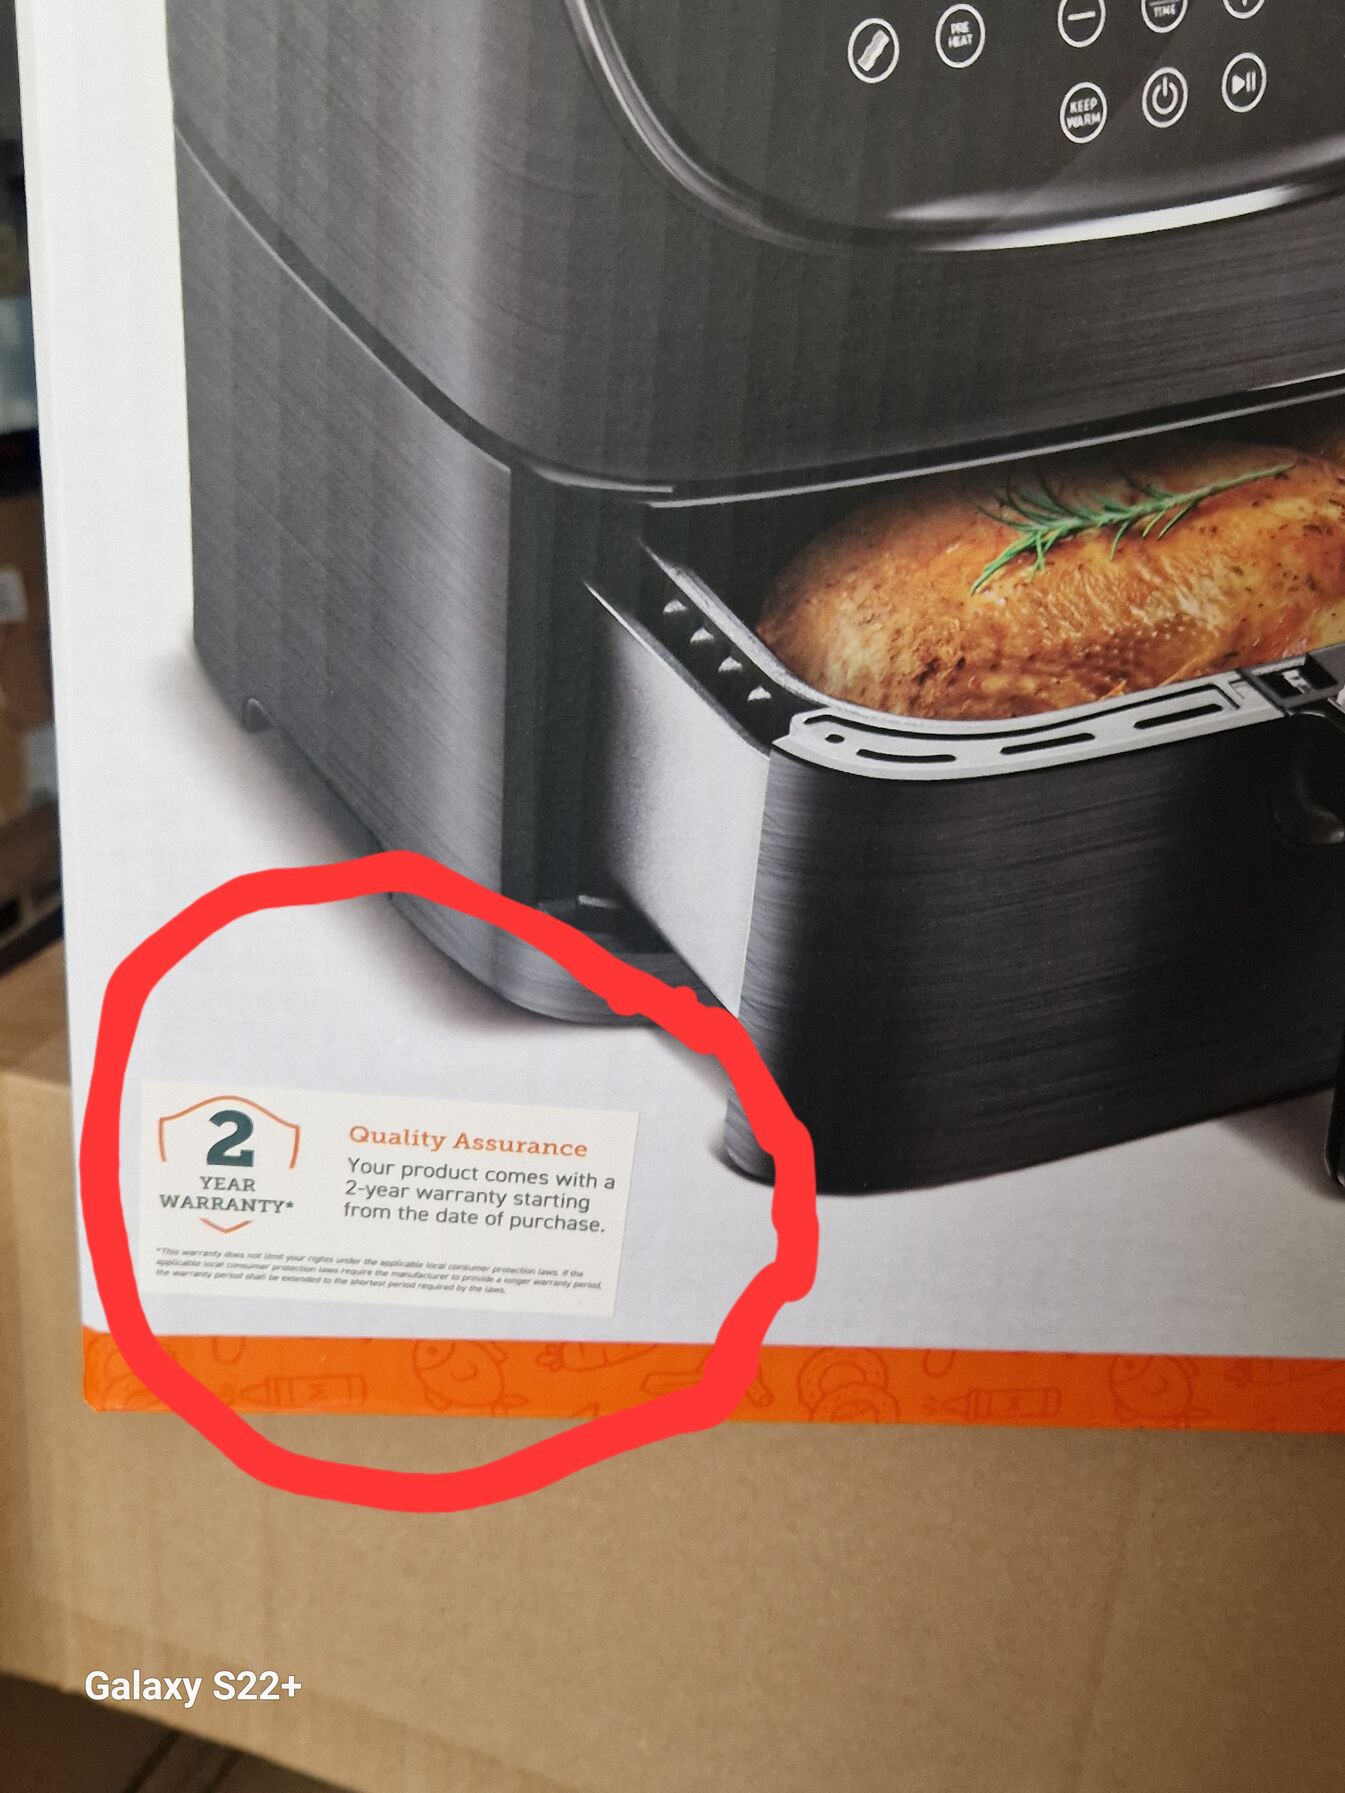 PRE
HEAT
TIME
KEEP
WARM
2
YEAR
WARRANTY*
Quality Assurance
Your product comes with a
2-year warranty starting
from the date of purchase.
*This warranty does not limit your rights under the applicable local consumer protection laws. If the
applicable local consumer protection laws require the manufacturer to provide a longer warranty period,
the warranty period shall be extended to the shortest period required by the laws.
Galaxy S22+